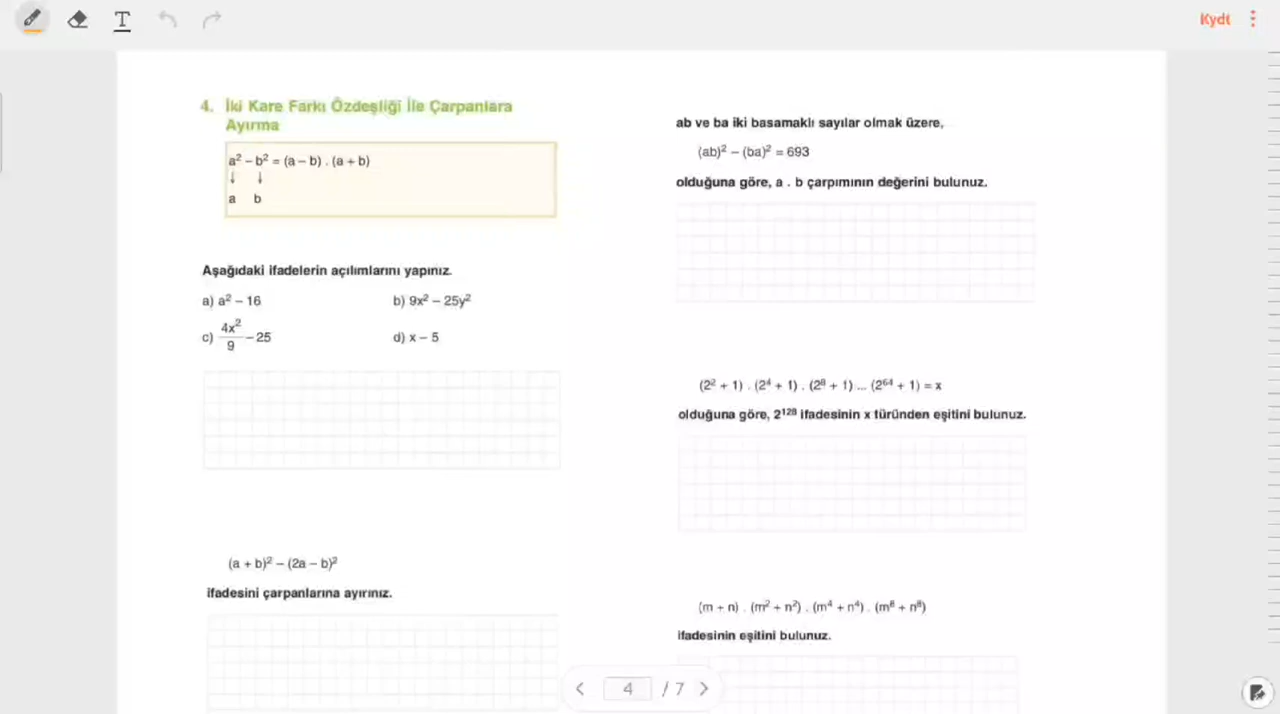 T
Kydt
4. İki Kare Farkı Özdeşliği İle Çarpanlara
Ayırma
a² – b² = (a – b) . (a + b)
↓ ↓
a b
Aşağıdaki ifadelerin açılımlarını yapınız.
a) a² – 16 b) 9x² – 25y²
c) 4x²/9 – 25 d) x – 5
(a + b)² – (2a – b)²
ifadesini çarpanlarına ayırınız.
ab ve ba iki basamaklı sayılar olmak üzere,
(ab)² – (ba)² = 693
olduğuna göre, a . b çarpımının değerini bulunuz.
(2² + 1) . (2⁴ + 1) . (2⁸ + 1) ... (2⁶⁴ + 1) = x
olduğuna göre, 2¹²⁸ ifadesinin x türünden eşitini bulunuz.
(m + n) . (m² + n²) . (m⁴ + n⁴) . (m⁸ + n⁸)
ifadesinin eşitini bulunuz.
4 / 7